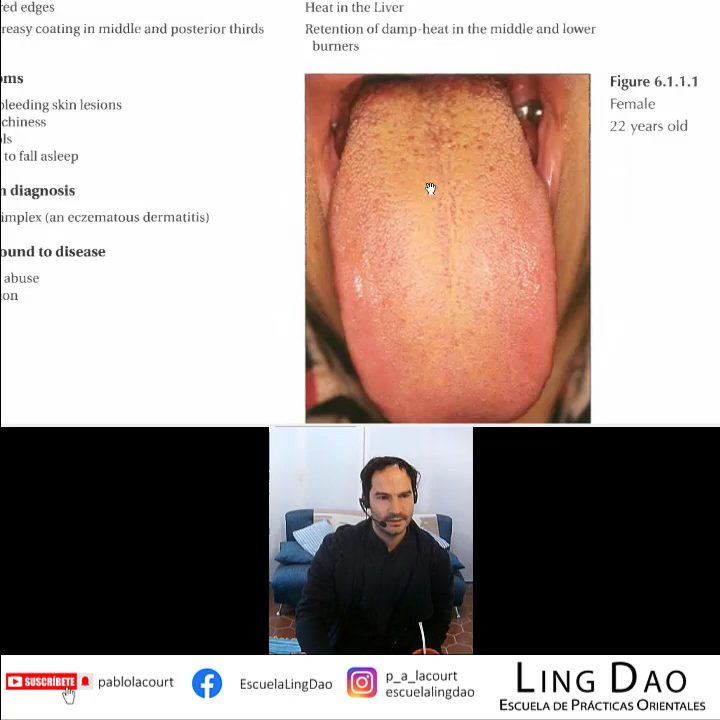 red edges
reasy coating in middle and posterior thirds
Heat in the Liver
Retention of damp-heat in the middle and lower
burners
oms
bleeding skin lesions
chiness
ols
to fall asleep
n diagnosis
implex (an eczematous dermatitis)
ound to disease
abuse
ion
Figure 6.1.1.1
Female
22 years old
SUSCRÍBETE
pablolacourt
EscuelaLingDao
p_a_lacourt
escuelalingdao
LING DAO
ESCUELA DE PRÁCTICAS ORIENTALES